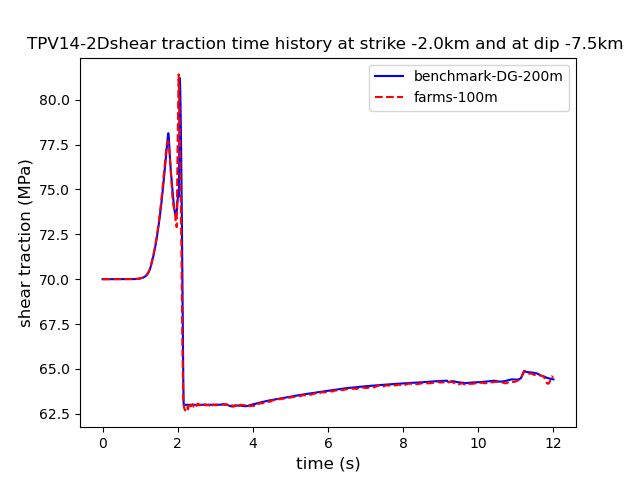 TPV14-2Dshear traction time history at strike -2.0km and at dip -7.5km
benchmark-DG-200m
farms-100m
shear traction (MPa)
80.0
77.5
75.0
72.5
70.0
67.5
65.0
62.5
0 2 4 6 8 10 12
time (s)